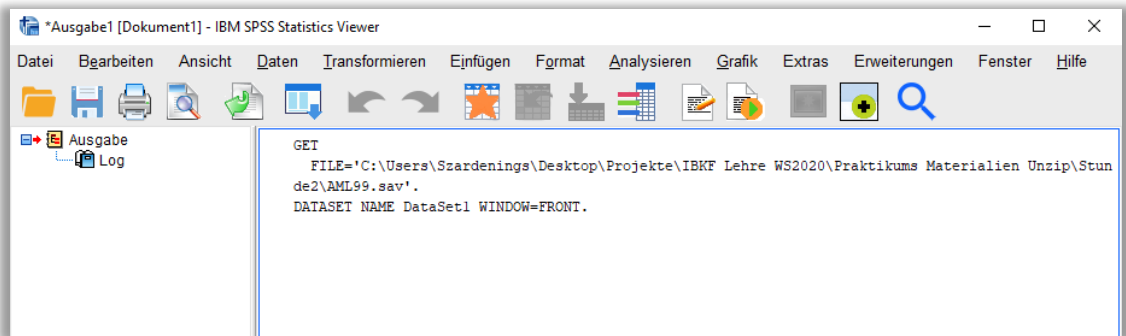 *Ausgabe1 [Dokument1] - IBM SPSS Statistics Viewer
Datei Bearbeiten Ansicht Daten Transformieren Einfügen Format Analysieren Grafik Extras Erweiterungen Fenster Hilfe
Ausgabe
Log
GET
FILE='C:\Users\Szardenings\Desktop\Projekte\IBKF Lehre WS2020\Praktikums Materialien Unzip\Stun
de2\AML99.sav'.
DATASET NAME DataSet1 WINDOW=FRONT.